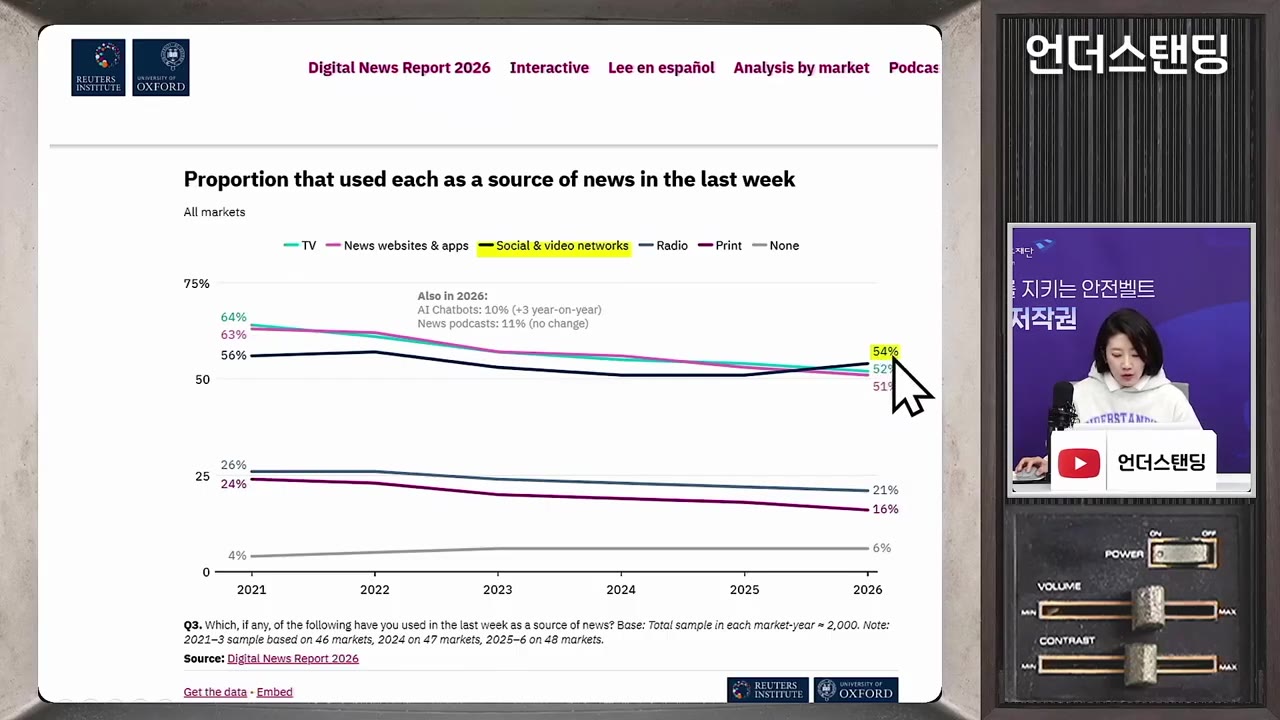 언더스탠딩
REUTERS INSTITUTE
UNIVERSITY OF OXFORD
Digital News Report 2026 Interactive Lee en español Analysis by market Podcas
Proportion that used each as a source of news in the last week
All markets
TV News websites & apps Social & video networks Radio Print None
75%
Also in 2026:
AI Chatbots: 10% (+3 year-on-year)
News podcasts: 11% (no change)
64%
63%
56%
54%
52%
51%
50
26%
24%
25
21%
16%
4%
6%
0
2021 2022 2023 2024 2025 2026
Q3. Which, if any, of the following have you used in the last week as a source of news? Base: Total sample in each market-year ≈ 2,000. Note:
2021–3 sample based on 46 markets, 2024 on 47 markets, 2025–6 on 48 markets.
Source: Digital News Report 2026
Get the data • Embed
REUTERS INSTITUTE
UNIVERSITY OF OXFORD
재단
지키는 안전벨트
저작권
언더스탠딩
ON OFF
POWER
VOLUME
MIN MAX
CONTRAST
MIN MAX